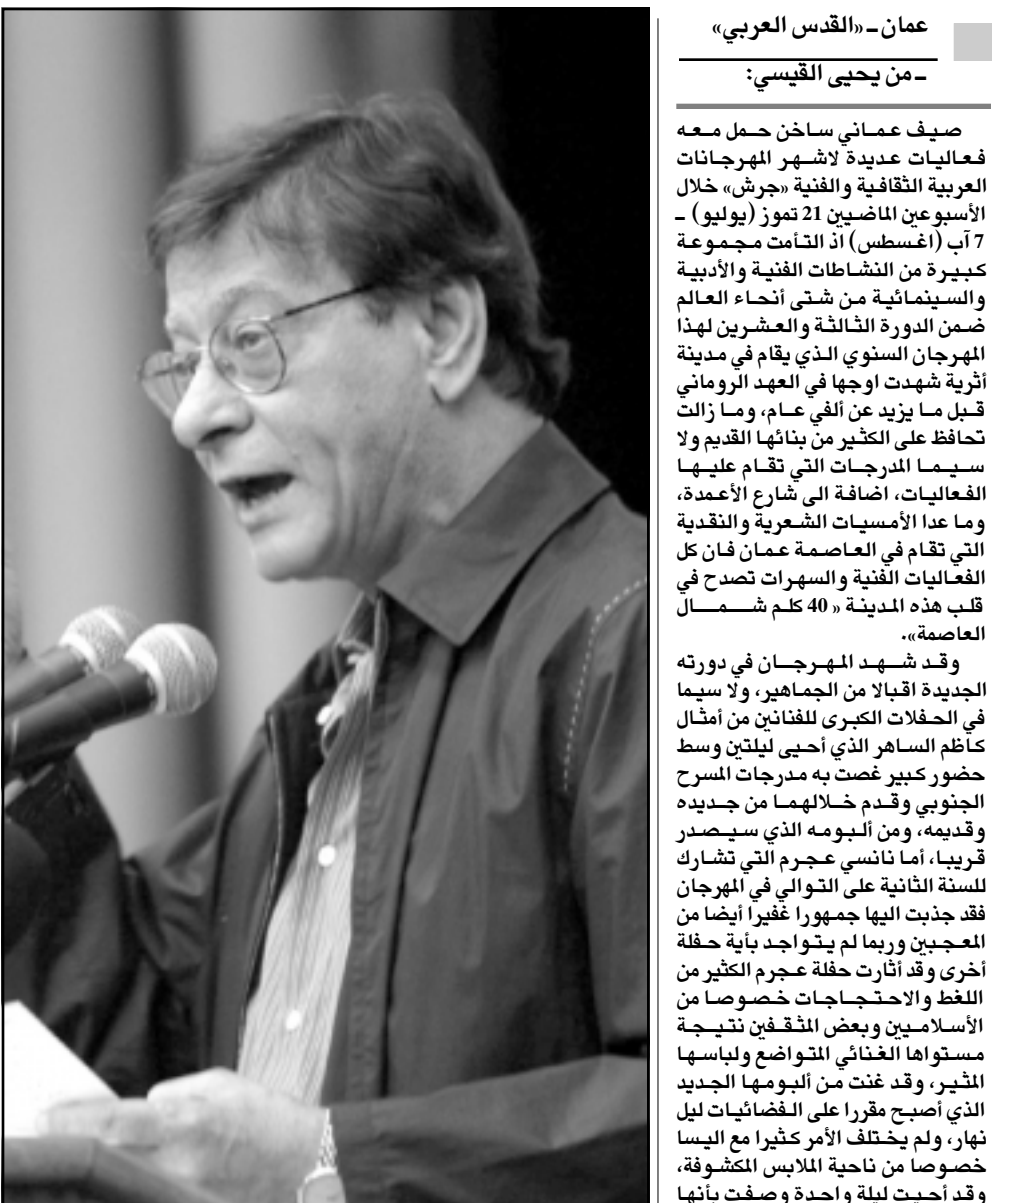 عمان ـ «القدس العربي»
ـ من يحيى القيسي:
صيف عماني ساخن حمل معه
فعاليات عديدة لاشهر المهرجانات
العربية الثقافية والفنية «جرش» خلال
الأسبوعين الماضيين 21 تموز (يوليو) ـ
7 آب (اغسطس) اذ التأمت مجموعة
كبيرة من النشاطات الفنية والأدبية
والسينمائية من شتى أنحاء العالم
ضمن الدورة الثالثة والعشرين لهذا
المهرجان السنوي الذي يقام في مدينة
أثرية شهدت اوجها في العهد الروماني
قبل ما يزيد عن ألفي عام، وما زالت
تحافظ على الكثير من بنائها القديم ولا
سيما المدرجات التي تقام عليها
الفعاليات، اضافة الى شارع الأعمدة،
وما عدا الأمسيات الشعرية والنقدية
التي تقام في العاصمة عمان فان كل
الفعاليات الفنية والسهرات تصدح في
قلب هذه المدينة « 40 كلم شمال
العاصمة».
وقد شهد المهرجان في دورته
الجديدة اقبالا من الجماهير، ولا سيما
في الحفلات الكبرى للفنانين من أمثال
كاظم الساهر الذي أحيى ليلتين وسط
حضور كبير غصت به مدرجات المسرح
الجنوبي وقدم خلالهما من جديده
وقديمه، ومن ألبومه الذي سيصدر
قريبا، أما نانسي عجرم التي تشارك
للسنة الثانية على التوالي في المهرجان
فقد جذبت اليها جمهورا غفيرا أيضا من
المعجبين وربما لم يتواجد بأية حفلة
أخرى وقد أثارت حفلة عجرم الكثير من
اللغط والاحتجاجات خصوصا من
الأسلاميين وبعض المثقفين نتيجة
مستواها الغنائي المتواضع ولباسها
المثير، وقد غنت من ألبومها الجديد
الذي أصبح مقررا على الفضائيات ليل
نهار، ولم يختلف الأمر كثيرا مع اليسا
خصوصا من ناحية الملابس المكشوفة،
وقد أحيت ليلة واحدة وصفت بأنها